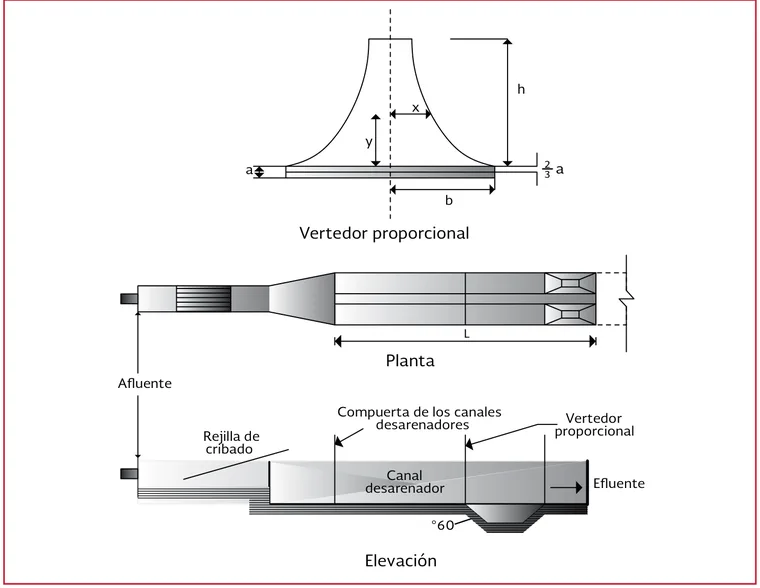 h
x
y
a
2
3 a
b
Vertedor proporcional
L
Planta
Afluente
Compuerta de los canales
desarenadores
Vertedor
proporcional
Rejilla de
cribado
Canal
desarenador
Efluente
°60
Elevación